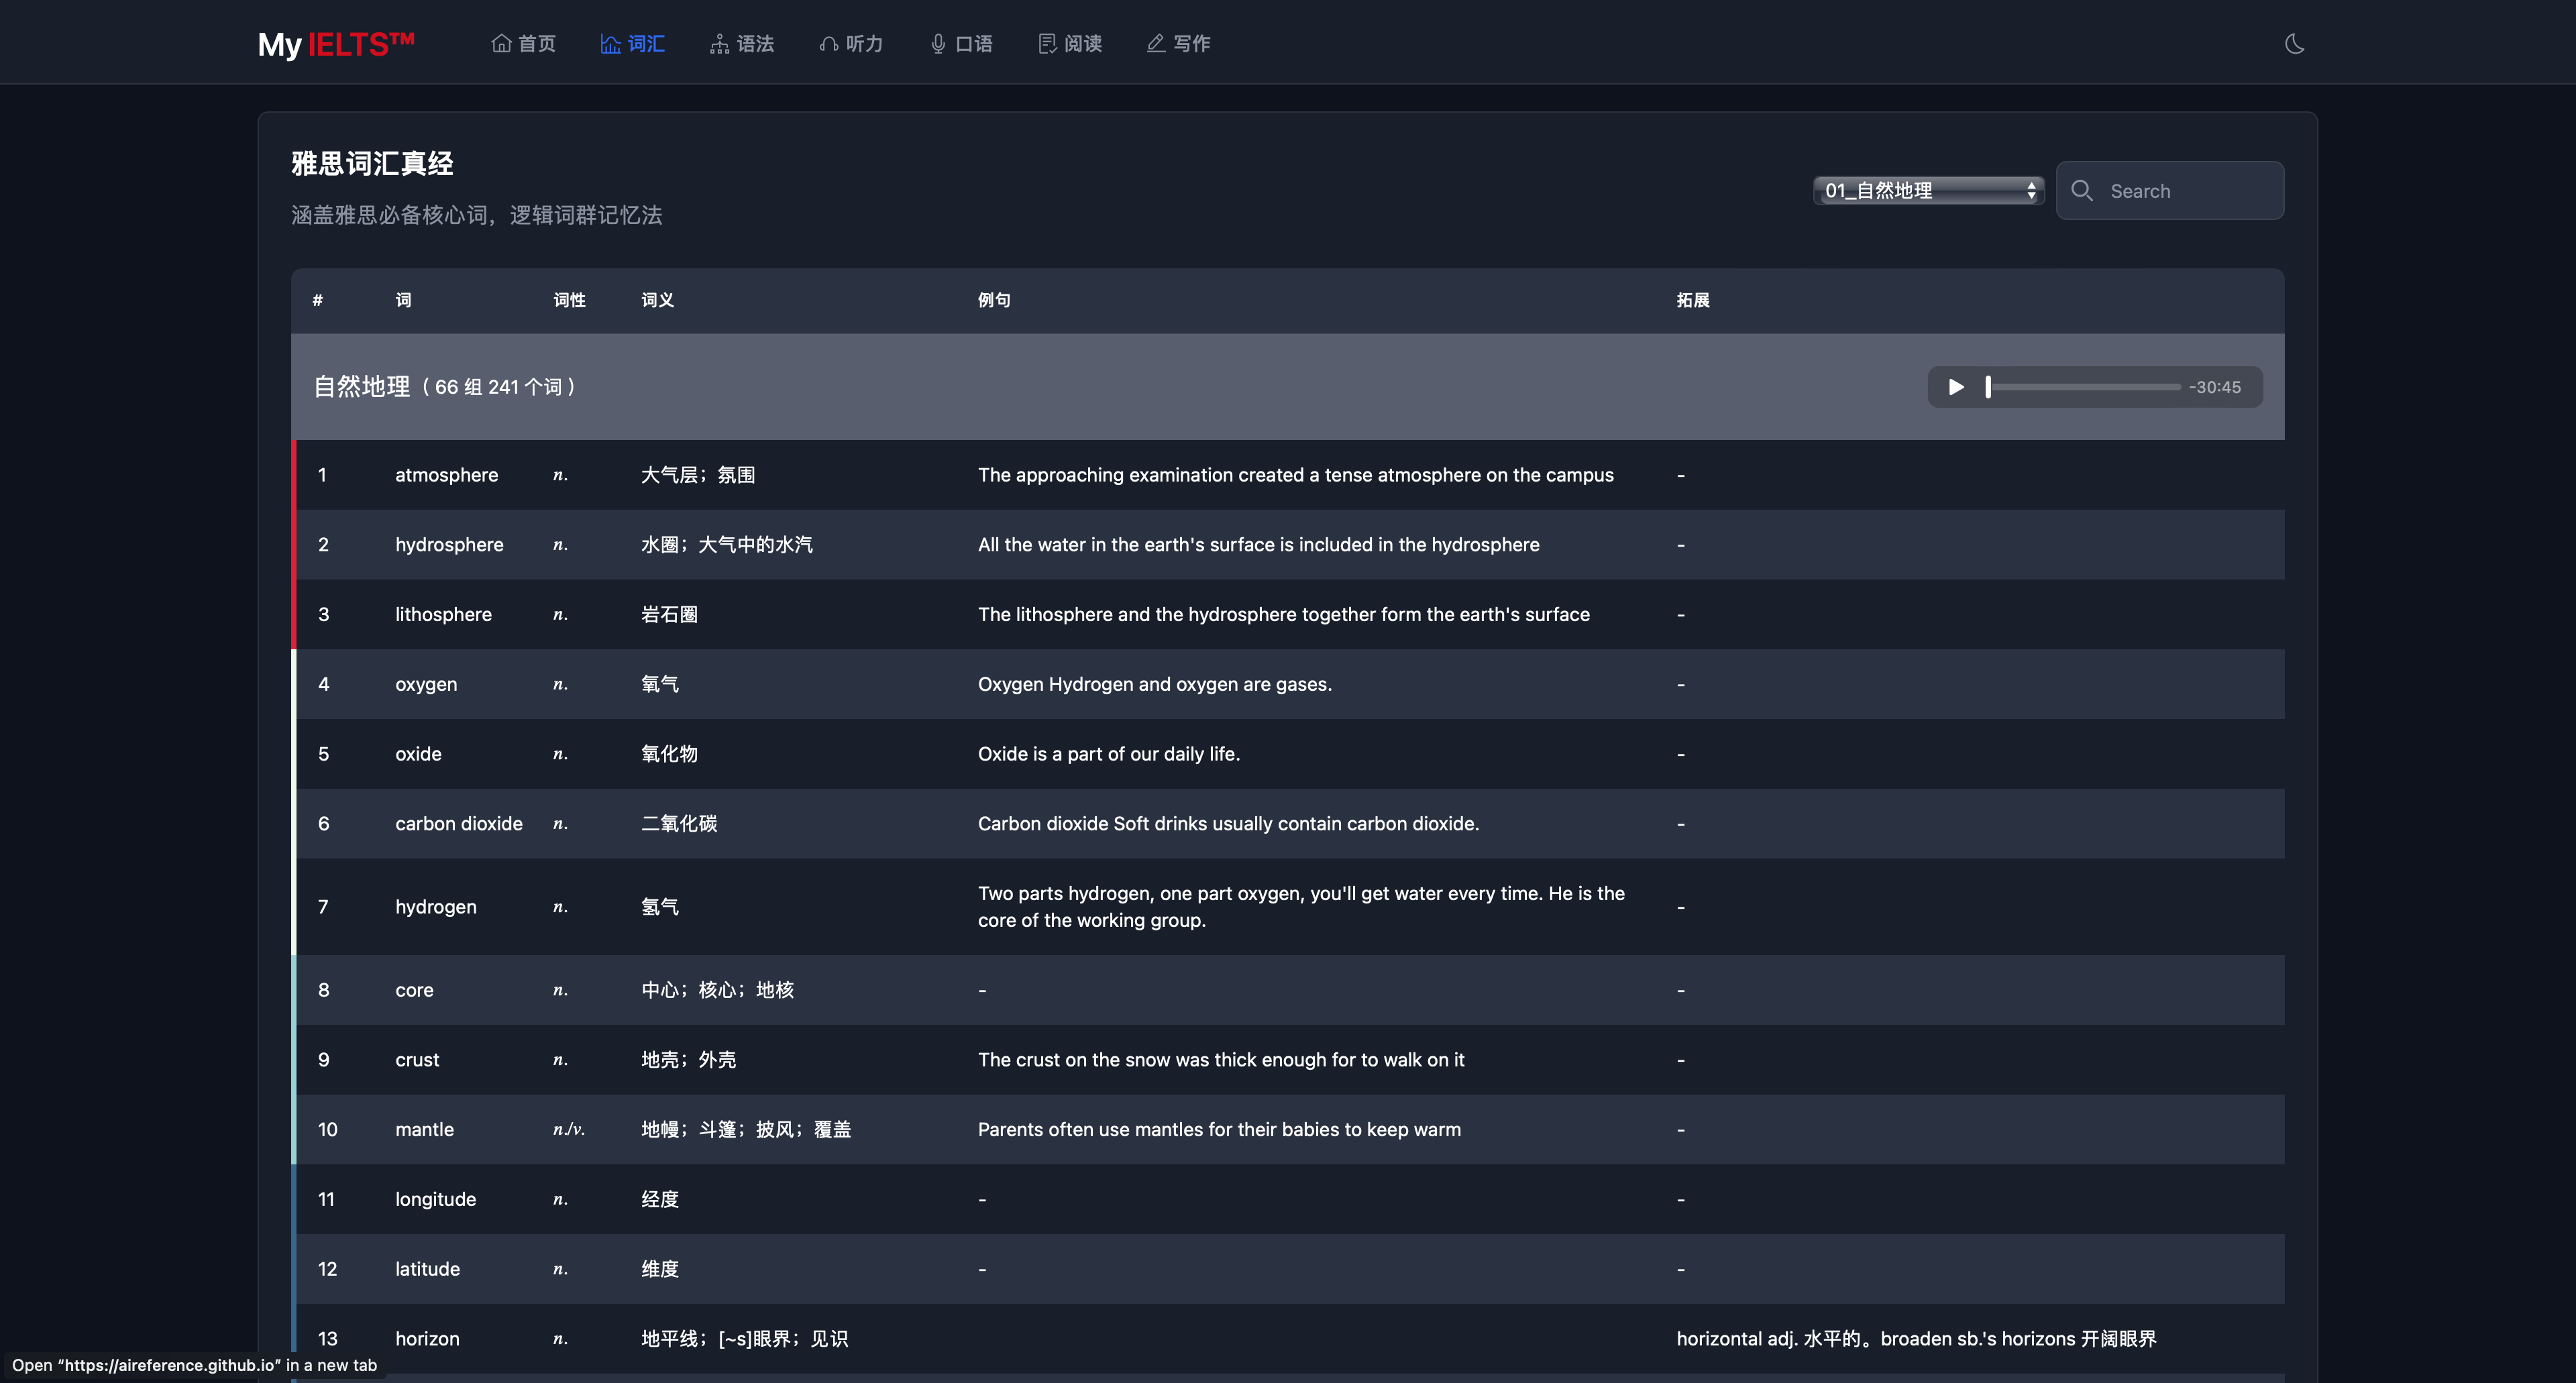 My IELTS™
首页
词汇
语法
听力
口语
阅读
写作
雅思词汇真经
涵盖雅思必备核心词，逻辑词群记忆法
01_自然地理
Search
# 词 词性 词义 例句 拓展
自然地理 ( 66 组 241 个词 )
-30:45
1 atmosphere n. 大气层；氛围 The approaching examination created a tense atmosphere on the campus -
2 hydrosphere n. 水圈；大气中的水汽 All the water in the earth's surface is included in the hydrosphere -
3 lithosphere n. 岩石圈 The lithosphere and the hydrosphere together form the earth's surface -
4 oxygen n. 氧气 Oxygen Hydrogen and oxygen are gases. -
5 oxide n. 氧化物 Oxide is a part of our daily life. -
6 carbon dioxide n. 二氧化碳 Carbon dioxide Soft drinks usually contain carbon dioxide. -
7 hydrogen n. 氢气 Two parts hydrogen, one part oxygen, you'll get water every time. He is the
core of the working group. -
8 core n. 中心；核心；地核 - -
9 crust n. 地壳；外壳 The crust on the snow was thick enough for to walk on it -
10 mantle n./v. 地幔；斗篷；披风；覆盖 Parents often use mantles for their babies to keep warm -
11 longitude n. 经度 - -
12 latitude n. 维度 - -
13 horizon n. 地平线；[~s]眼界；见识 horizontal adj. 水平的。broaden sb.'s horizons 开阔眼界
Open “https://aireference.github.io” in a new tab